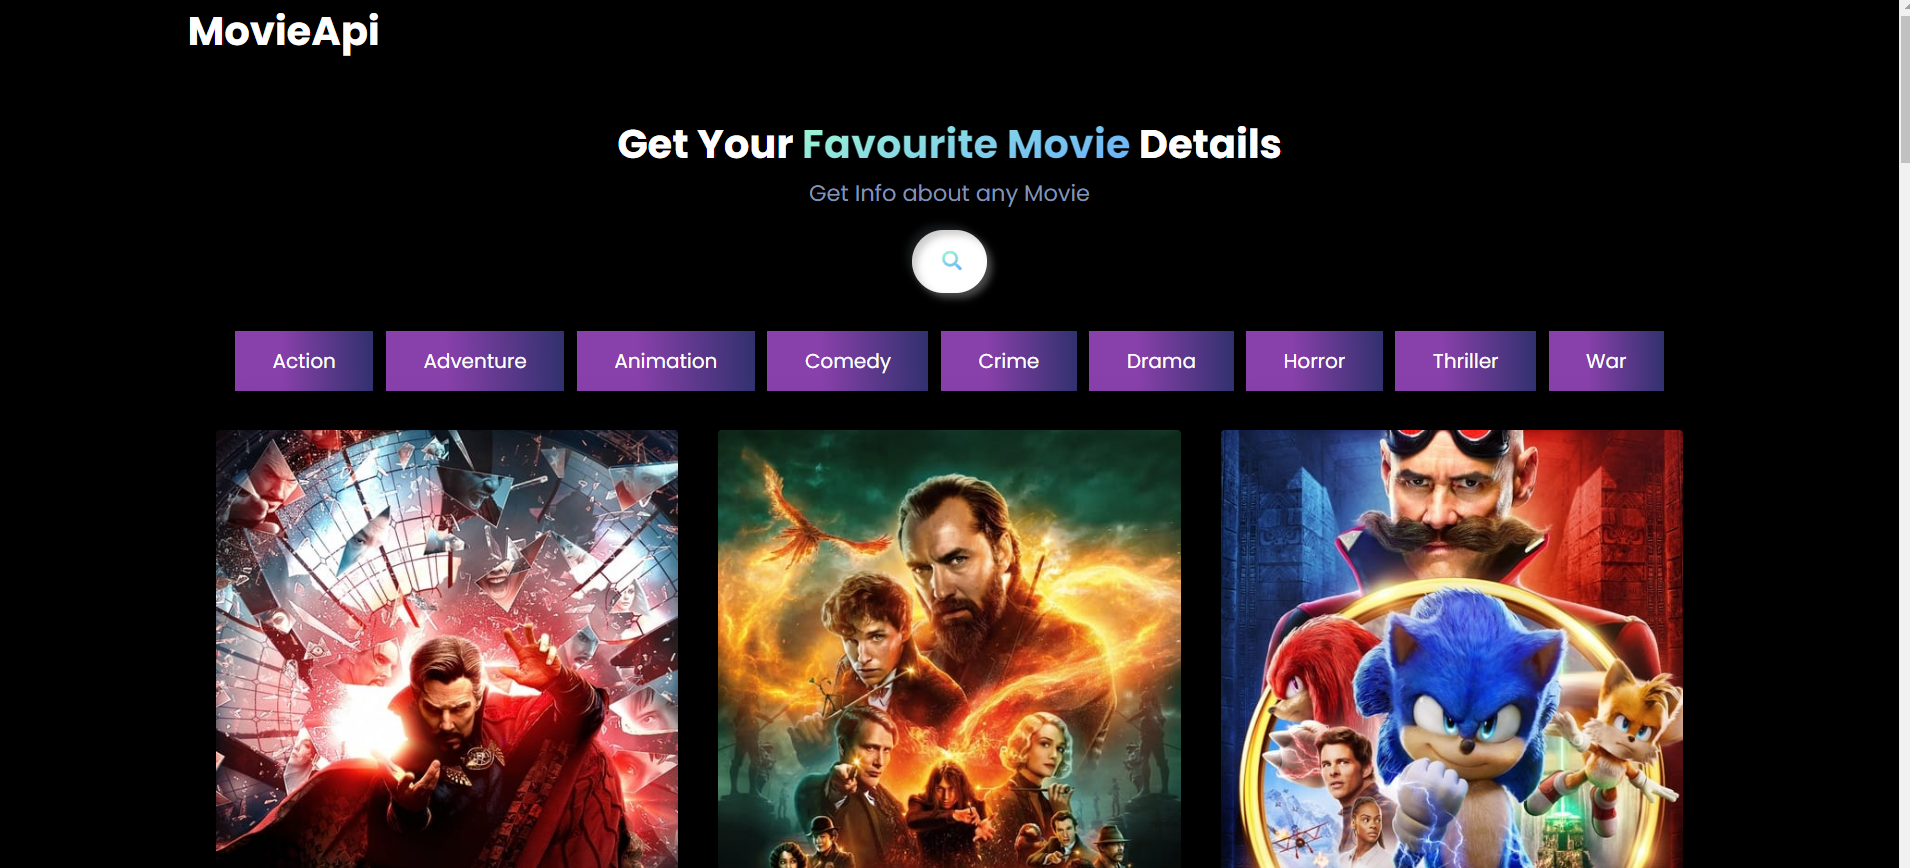 MovieApi
Get Your Favourite Movie Details
Get Info about any Movie
Action Adventure Animation Comedy Crime Drama Horror Thriller War